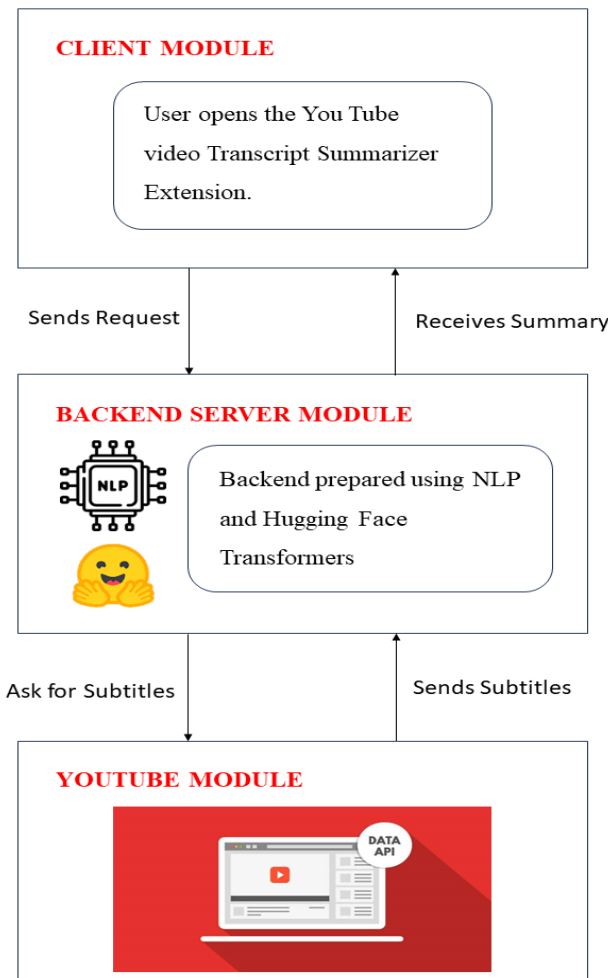 CLIENT MODULE
User opens the You Tube
video Transcript Summarizer
Extension.
Sends Request
Receives Summary
BACKEND SERVER MODULE
NLP
Backend prepared using NLP
and Hugging Face
Transformers
Ask for Subtitles
Sends Subtitles
YOUTUBE MODULE
DATA
API